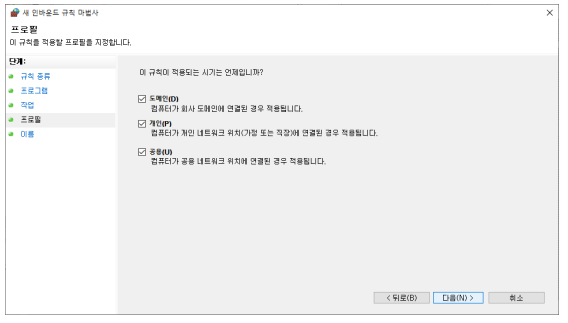 새 인바운드 규칙 마법사
프로필
이 규칙을 적용할 프로필을 지정합니다.
단계:
규칙 종류
프로그램
작업
프로필
이름
이 규칙이 적용되는 시기는 언제입니까?
도메인(D)
컴퓨터가 회사 도메인에 연결된 경우 적용됩니다.
개인(P)
컴퓨터가 개인 네트워크 위치(가정 또는 직장)에 연결된 경우 적용됩니다.
공용(U)
컴퓨터가 공용 네트워크 위치에 연결된 경우 적용됩니다.
< 뒤로(B) 다음(N) > 취소